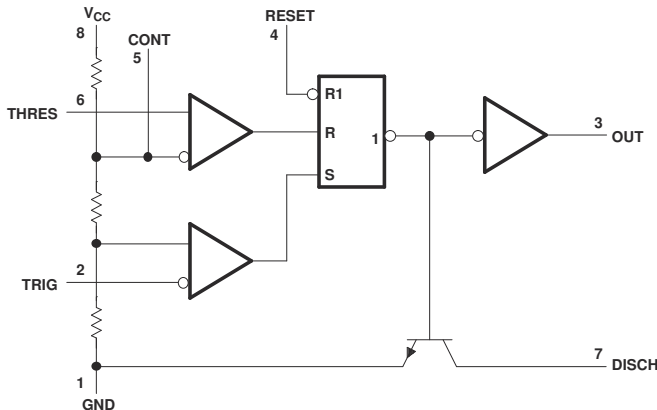 VCC
8
CONT
5
RESET
4
6
THRES
R1
R
1
S
3
OUT
2
TRIG
7
DISCH
1
GND